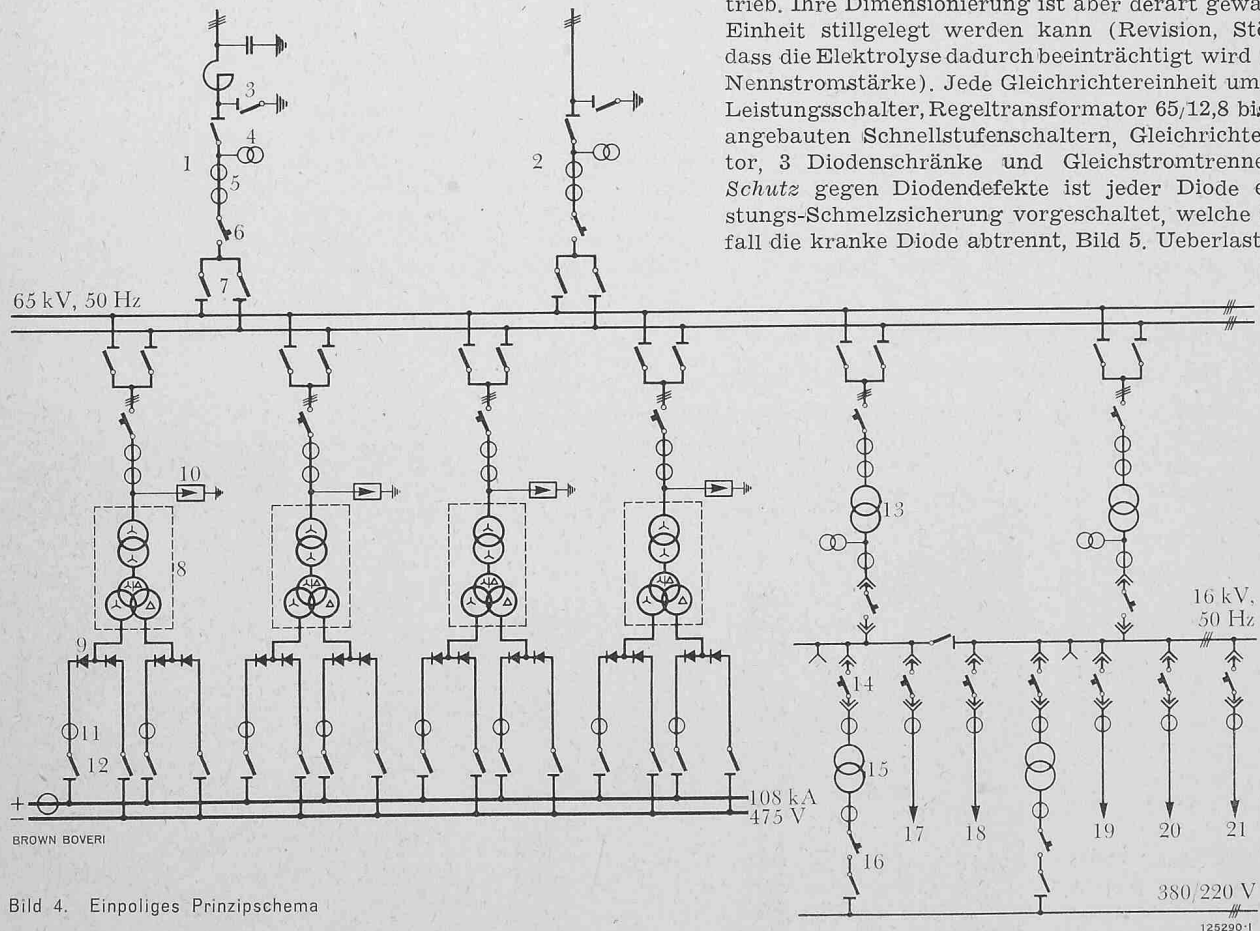 trieb. Ihre Dimensionierung ist aber derart gewä
Einheit stillgelegt werden kann (Revision, Stö
dass die Elektrolyse dadurch beeinträchtigt wird
Nennstromstärke). Jede Gleichrichtereinheit um
Leistungsschalter, Regeltransformator 65/12,8 bis
angebauten Schnellstufenschaltern, Gleichrichte
tor, 3 Diodenschränke und Gleichstromtrenne
Schutz gegen Diodendefekte ist jeder Diode e
stungs-Schmelzsicherung vorgeschaltet, welche
fall die kranke Diode abtrennt, Bild 5. Ueberlast
3
4
1
5
2
6
7
65 kV, 50 Hz
10
13
8
16 kV,
50 Hz
9
14
11
12
15
+
108 kA
−
475 V
17
18
19
20
21
BROWN BOVERI
16
380/220 V
Bild 4. Einpoliges Prinzipschema
125290·I